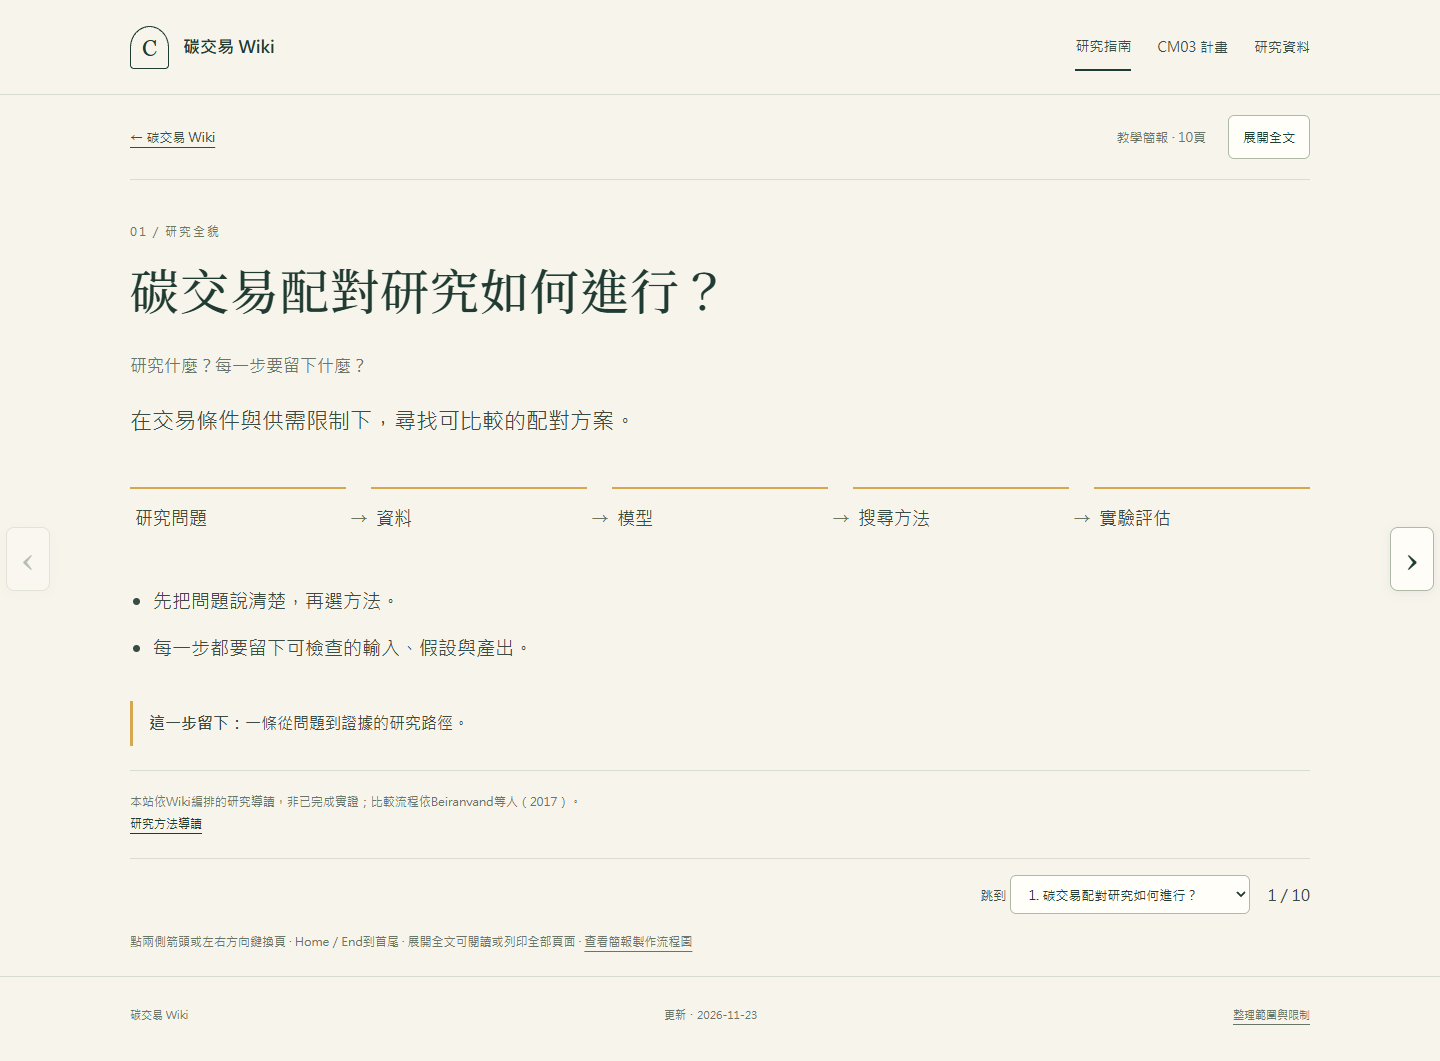 C 碳交易 Wiki
研究指南 CM03 計畫 研究資料
← 碳交易 Wiki
教學簡報 · 10頁 展開全文
01 / 研究全貌
碳交易配對研究如何進行？
研究什麼？每一步要留下什麼？
在交易條件與供需限制下，尋找可比較的配對方案。
研究問題 → 資料 → 模型 → 搜尋方法 → 實驗評估
‹ ›
先把問題說清楚，再選方法。
每一步都要留下可檢查的輸入、假設與產出。
這一步留下：一條從問題到證據的研究路徑。
本站依Wiki編排的研究導讀，非已完成實證；比較流程依Beiranvand等人（2017）。
研究方法導讀
跳到 1. 碳交易配對研究如何進行？ 1 / 10
點兩側箭頭或左右方向鍵換頁 · Home / End到首尾 · 展開全文可閱讀或列印全部頁面 · 查看簡報製作流程圖
碳交易 Wiki 更新 · 2026-11-23 整理範圍與限制